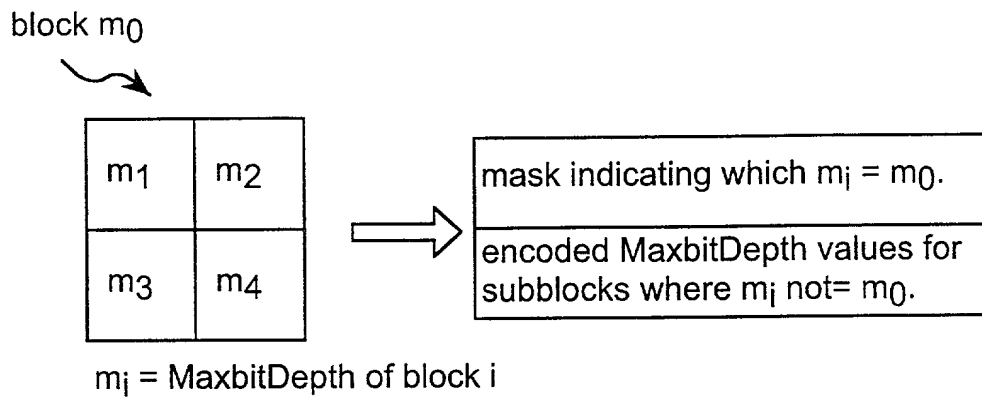 block m0
m1 m2
mask indicating which mi = m0.
m3 m4
encoded MaxbitDepth values for
subblocks where mi not= m0.
mi = MaxbitDepth of block i